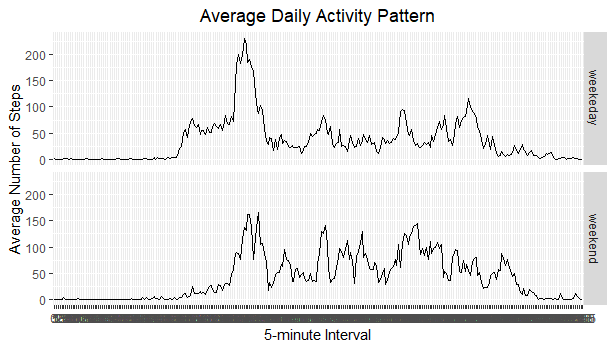 Average Daily Activity Pattern
Average Number of Steps
200
150
100
50
0
weekeday
200
150
100
50
0
weekend
5-minute Interval